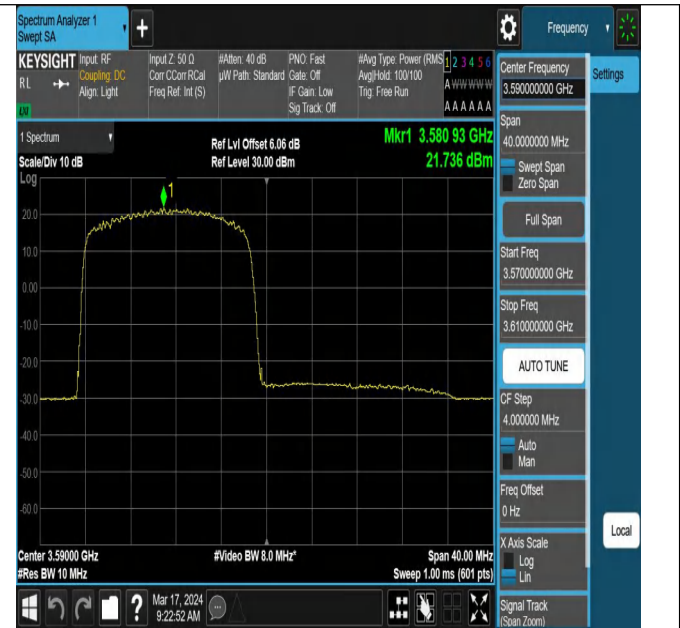 Spectrum Analyzer 1
Swept SA
+
Frequency
KEYSIGHT
RL
Input: RF
Coupling: DC
Align: Light
Input Z: 50 Ω
Corr CCorr RCal
Freq Ref: Int (S)
#Atten: 40 dB
µW Path: Standard
PNO: Fast
Gate: Off
IF Gain: Low
Sig Track: Off
#Avg Type: Power (RMS
Avg|Hold: 100/100
Trig: Free Run
1 2 3 4 5 6
A W W W W W
A A A A A A
1 Spectrum
Scale/Div 10 dB
Ref Lvl Offset 6.06 dB
Ref Level 30.00 dBm
Mkr1 3.580 93 GHz
21.736 dBm
Log
1
20.0
10.0
0.00
-10.0
-20.0
-30.0
-40.0
-50.0
-60.0
Center 3.59000 GHz
#Video BW 8.0 MHz*
Span 40.00 MHz
#Res BW 10 MHz
Sweep 1.00 ms (601 pts)
Center Frequency
3.590000000 GHz
Settings
Span
40.0000000 MHz
Swept Span
Zero Span
Full Span
Start Freq
3.570000000 GHz
Stop Freq
3.610000000 GHz
AUTO TUNE
CF Step
4.000000 MHz
Auto
Man
Freq Offset
0 Hz
X Axis Scale
Log
Lin
Local
Signal Track
(Span Zoom)
?
Mar 17, 2024
9:22:52 AM